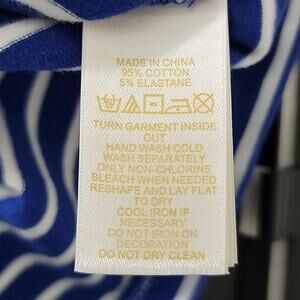 MADE IN CHINA
95% COTTON
5% ELASTANE
TURN GARMENT INSIDE
OUT
HAND WASH COLD
WASH SEPARATELY
ONLY NON-CHLORINE
BLEACH WHEN NEEDED
RESHAPE AND LAY FLAT
TO DRY
COOL IRON IF
NECESSARY
DO NOT IRON ON
DECORATION
DO NOT DRY CLEAN